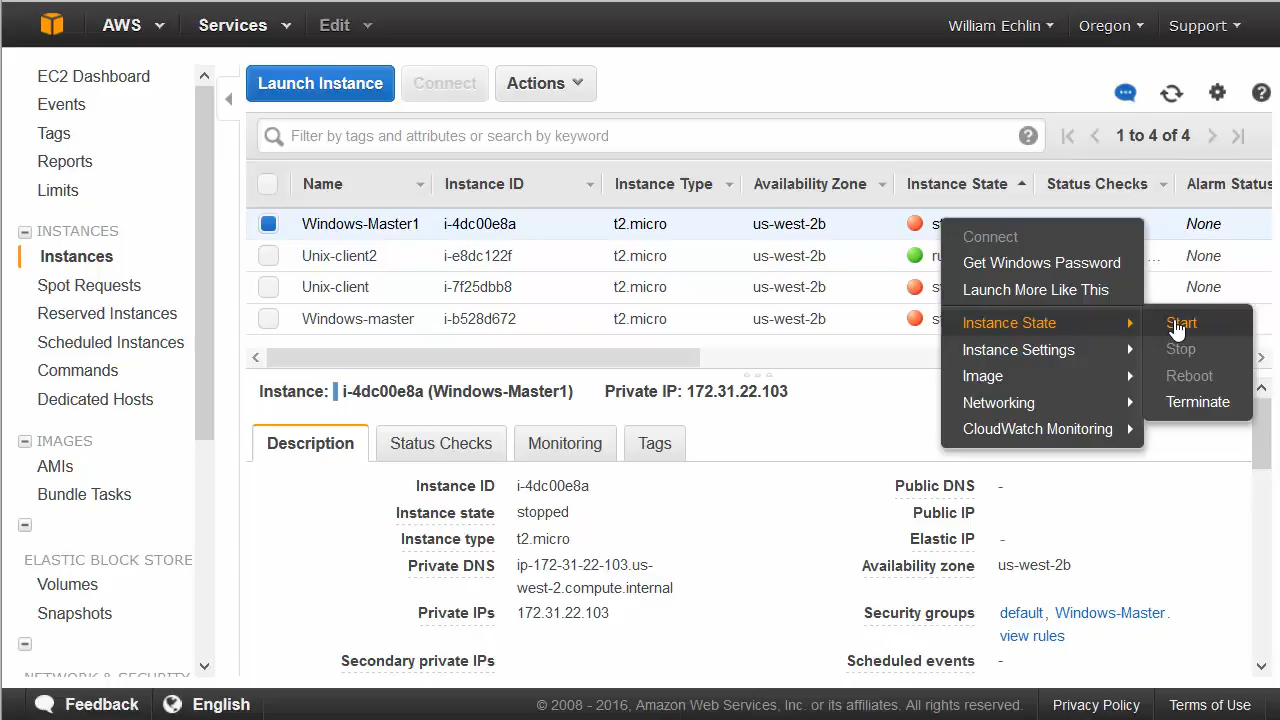 AWS Services Edit William Echlin Oregon Support
EC2 Dashboard
Events
Tags
Reports
Limits
INSTANCES
Instances
Spot Requests
Reserved Instances
Scheduled Instances
Commands
Dedicated Hosts
IMAGES
AMIs
Bundle Tasks
ELASTIC BLOCK STORE
Volumes
Snapshots
NETWORK & SECURITY
Launch Instance Connect Actions
Filter by tags and attributes or search by keyword 1 to 4 of 4
Name Instance ID Instance Type Availability Zone Instance State Status Checks Alarm Status
Windows-Master1 i-4dc00e8a t2.micro us-west-2b None
Unix-client2 i-e8dc122f t2.micro us-west-2b ... None
Unix-client i-7f25dbb8 t2.micro us-west-2b None
Windows-master i-b528d672 t2.micro us-west-2b
Connect
Get Windows Password
Launch More Like This
Instance State
Instance Settings
Image
Networking
CloudWatch Monitoring
Start
Stop
Reboot
Terminate
Instance: i-4dc00e8a (Windows-Master1) Private IP: 172.31.22.103
Description Status Checks Monitoring Tags
Instance ID i-4dc00e8a Public DNS -
Instance state stopped Public IP
Instance type t2.micro Elastic IP -
Private DNS ip-172-31-22-103.us- Availability zone us-west-2b
west-2.compute.internal
Private IPs 172.31.22.103 Security groups default, Windows-Master.
view rules
Secondary private IPs Scheduled events -
Feedback English © 2008 - 2016, Amazon Web Services, Inc. or its affiliates. All rights reserved. Privacy Policy Terms of Use